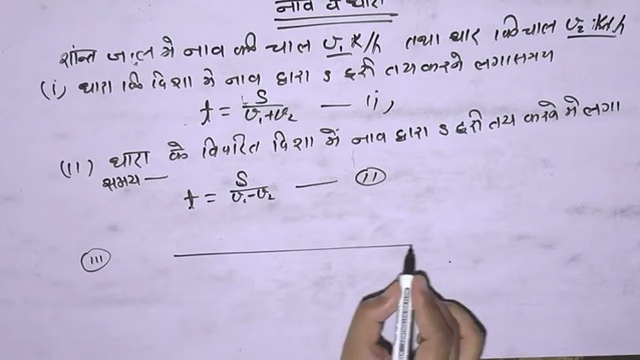 नाव व धारा
शान्त जल में नाव की चाल v₁ K/h तथा धार कि चाल v₂ K/h
(i) धारा कि दिशा में नाव द्वारा s दूरी तय करने लगा समय
t = S/(v₁+v₂) — (i)
(ii) धारा के विपरित दिशा में नाव द्वारा s दूरी तय करने में लगा
समय —
t = S/(v₁-v₂) — (ii)
(iii)